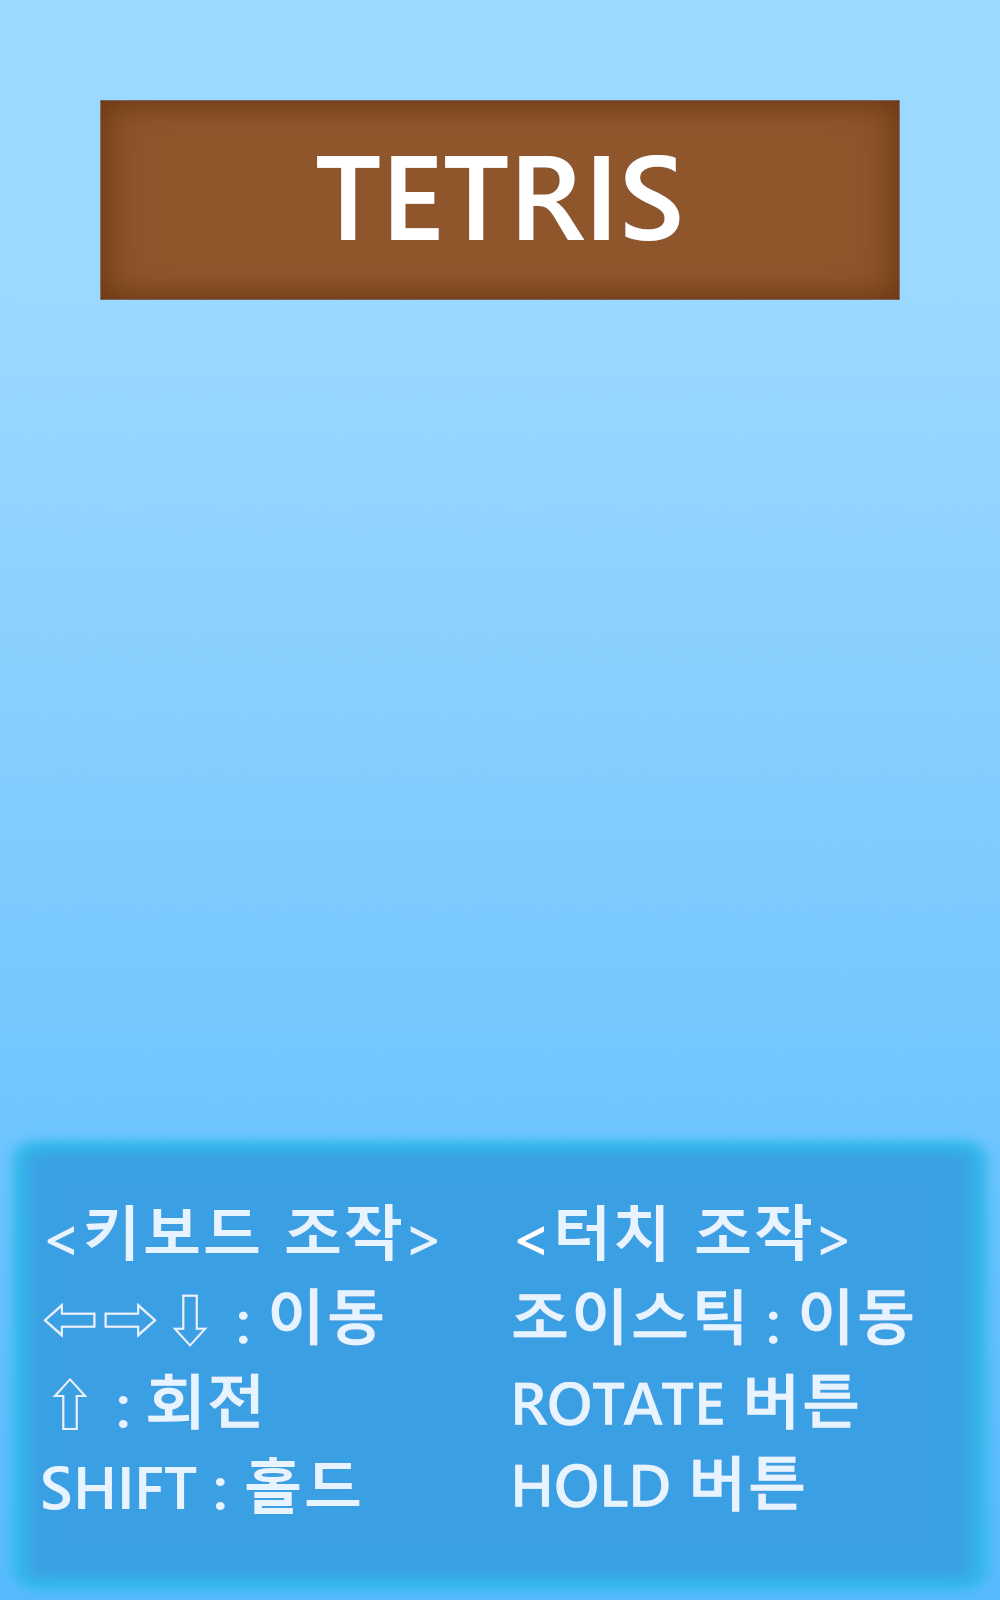 TETRIS
<키보드 조작>
⇦⇨⇩ : 이동
⇧ : 회전
SHIFT : 홀드
<터치 조작>
조이스틱 : 이동
ROTATE 버튼
HOLD 버튼